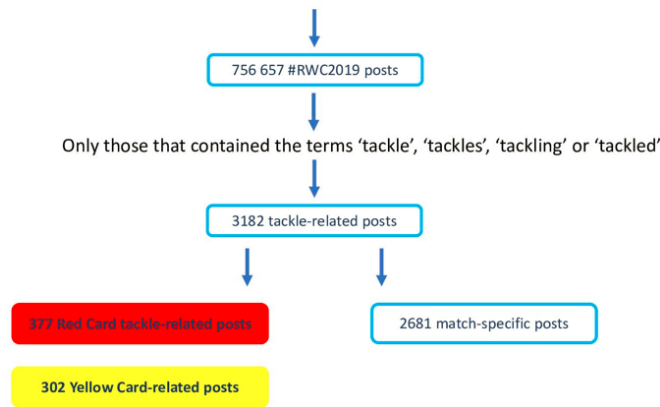 756 657 #RWC2019 posts
Only those that contained the terms ‘tackle’, ‘tackles’, ‘tackling’ or ‘tackled’
3182 tackle-related posts
377 Red Card tackle-related posts
2681 match-specific posts
302 Yellow Card-related posts